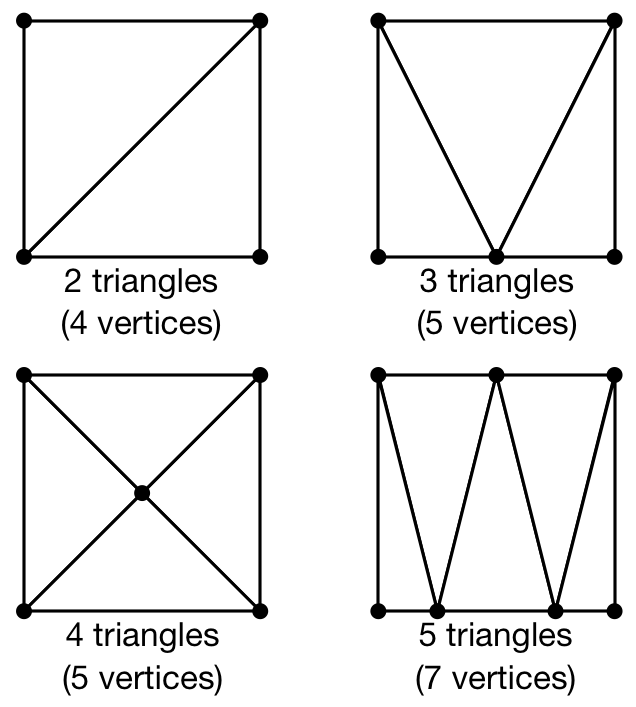 2 triangles
(4 vertices)
3 triangles
(5 vertices)
4 triangles
(5 vertices)
5 triangles
(7 vertices)